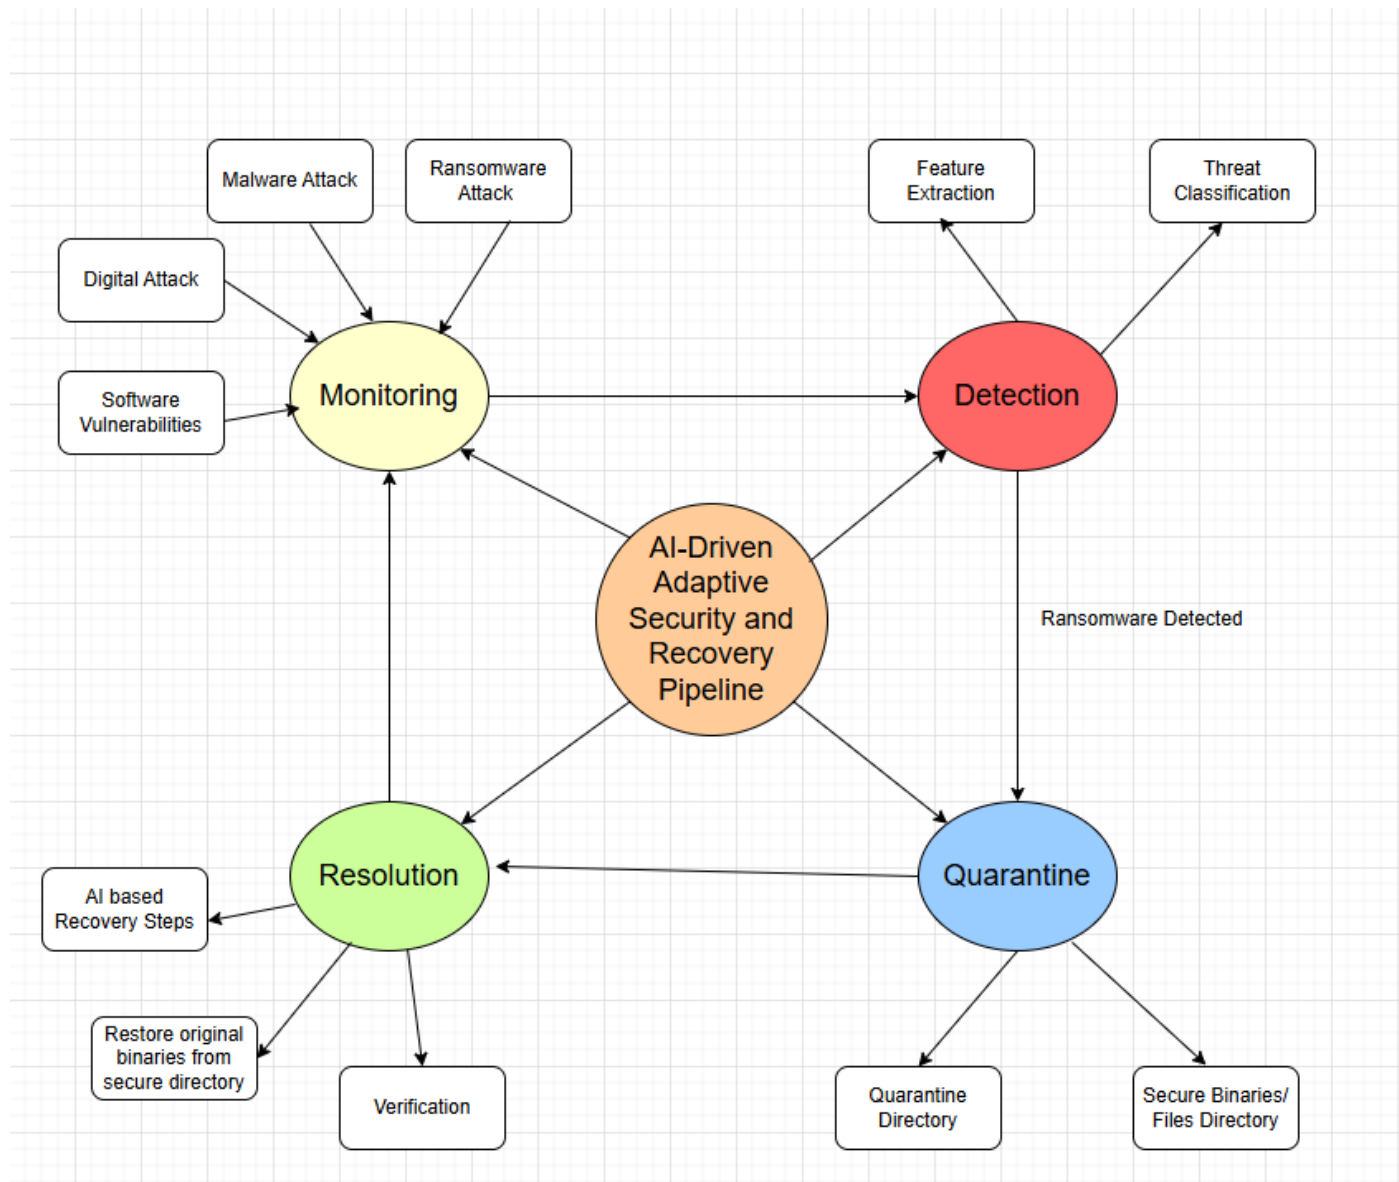 Malware Attack
Ransomware
Attack
Feature
Extraction
Threat
Classification
Digital Attack
Software
Vulnerabilities
Monitoring
Detection
AI-Driven
Adaptive
Security and
Recovery
Pipeline
Ransomware Detected
Resolution
Quarantine
AI based
Recovery Steps
Restore original
binaries from
secure directory
Verification
Quarantine
Directory
Secure Binaries/
Files Directory